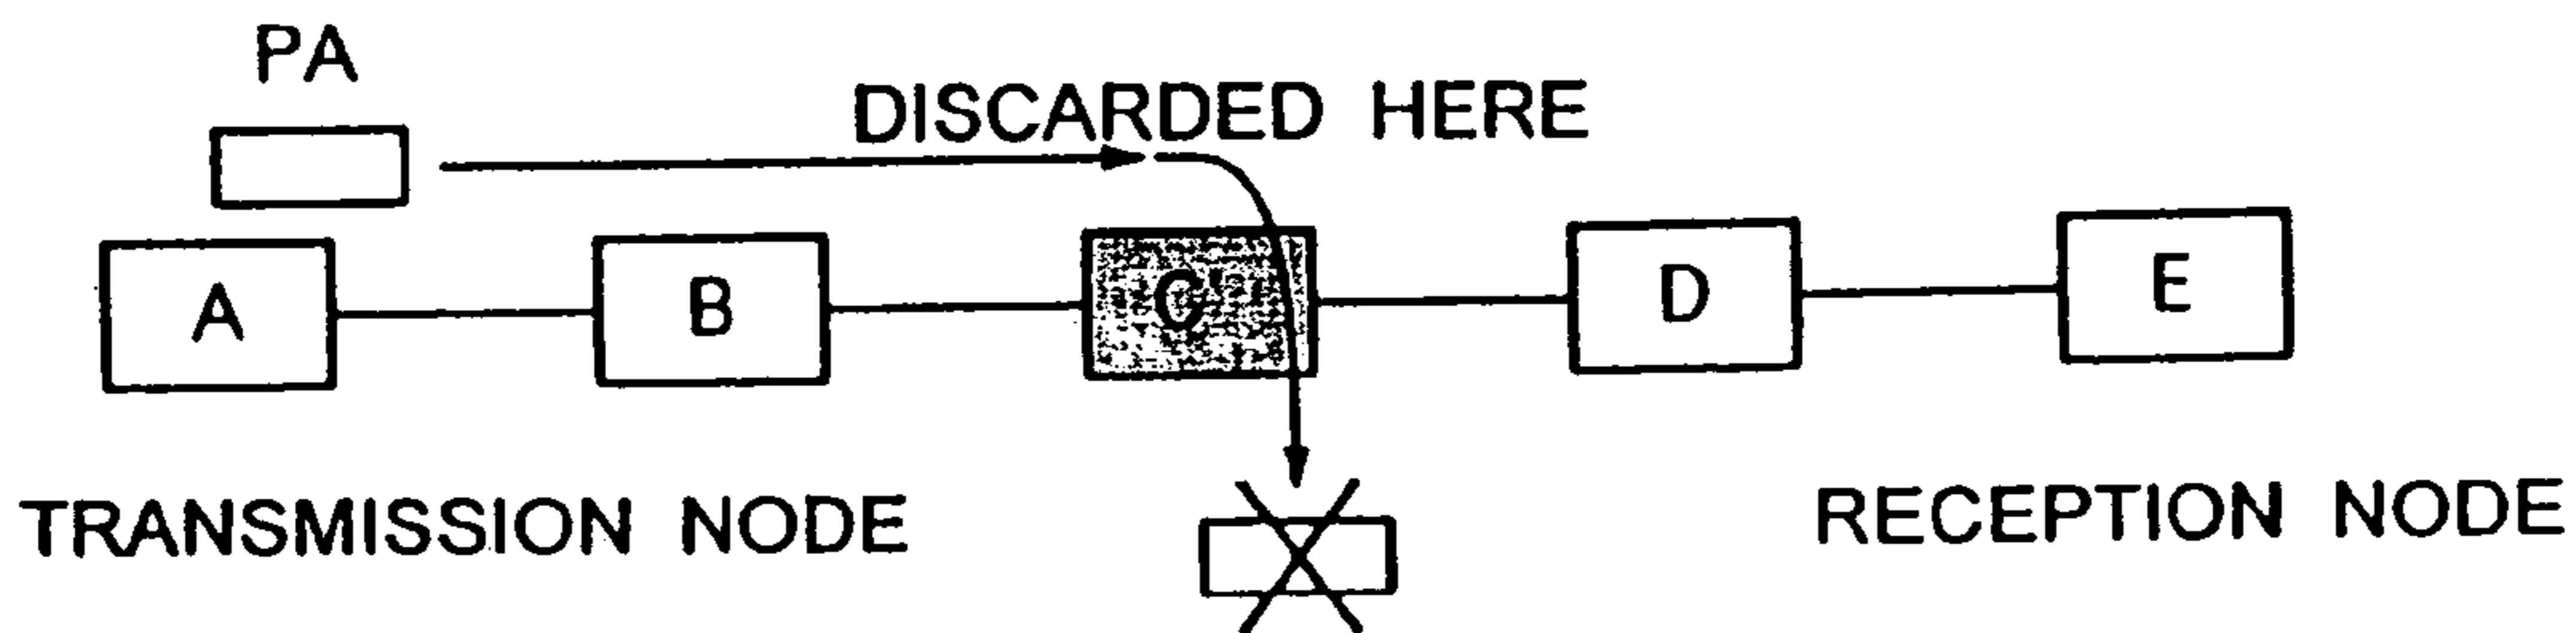 PA
DISCARDED HERE
A
B
C
D
E
TRANSMISSION NODE
RECEPTION NODE